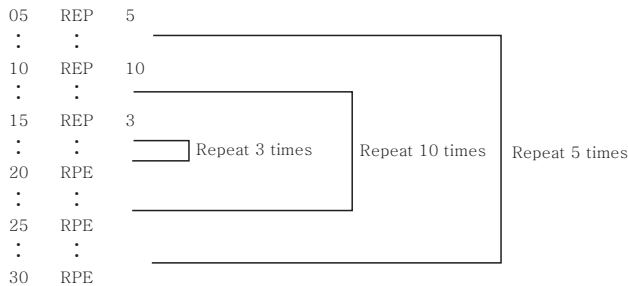 05 REP 5
: :
10 REP 10
: :
15 REP 3
: : Repeat 3 times Repeat 10 times Repeat 5 times
20 RPE
: :
25 RPE
: :
30 RPE